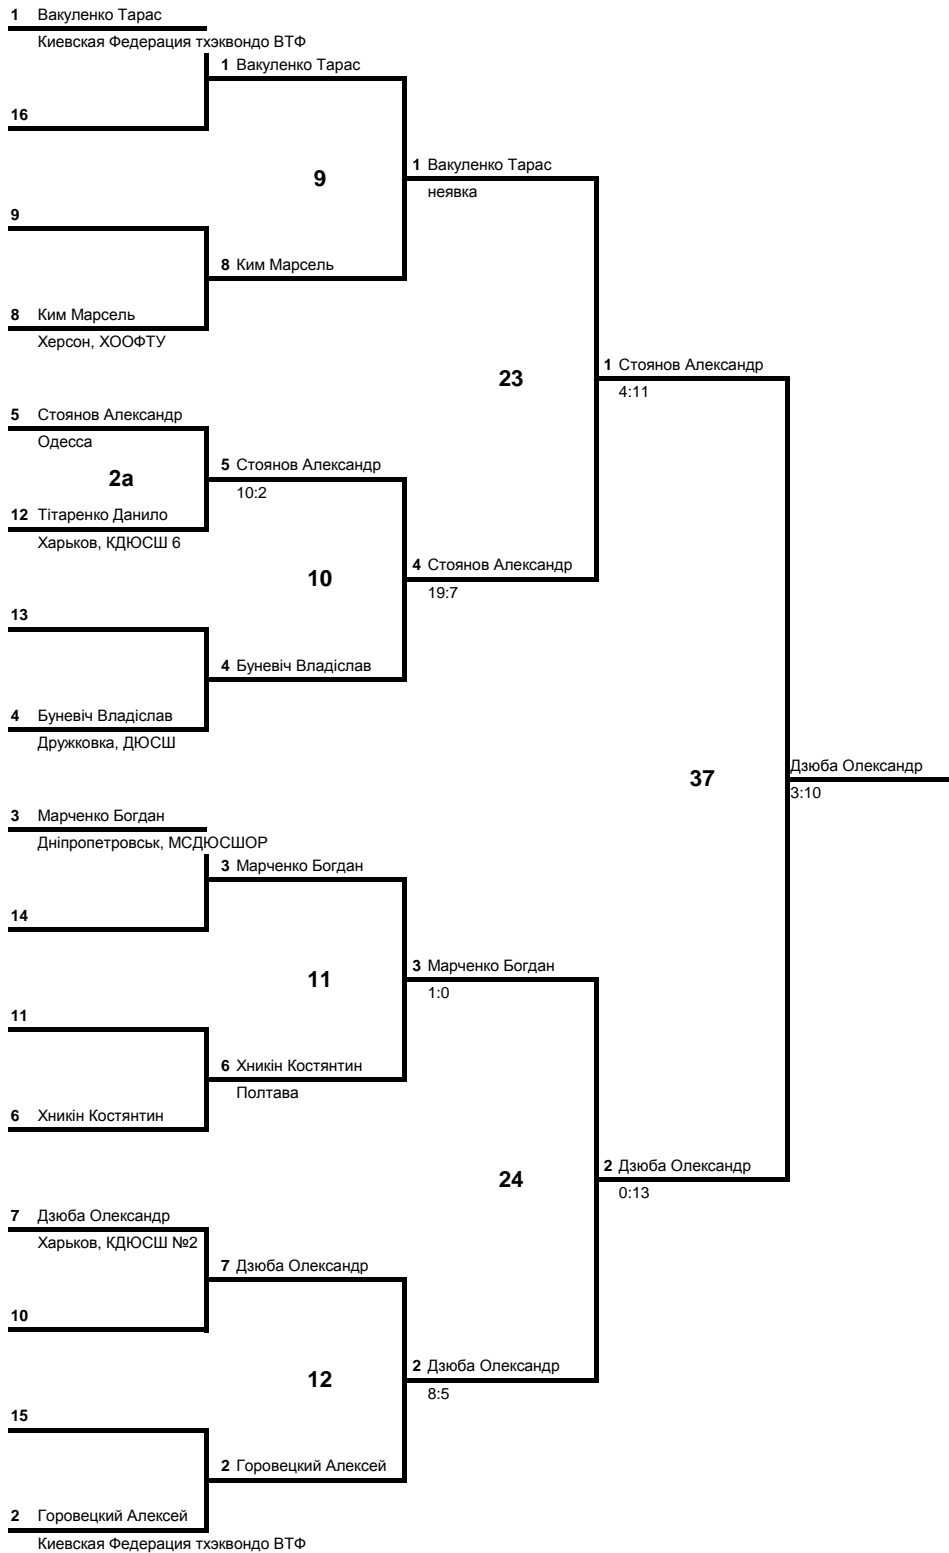 1 Вакуленко Тарас
Киевская Федерация тхэквондо ВТФ
1 Вакуленко Тарас
16
1 Вакуленко Тарас
9
неявка
9
8 Ким Марсель
8 Ким Марсель
Херсон, ХООФТУ
1 Стоянов Александр
23
4:11
5 Стоянов Александр
Одесса
5 Стоянов Александр
2а
10:2
12 Тітаренко Данило
Харьков, КДЮСШ 6
4 Стоянов Александр
10
19:7
13
4 Буневіч Владіслав
4 Буневіч Владіслав
Дружковка, ДЮСШ
Дзюба Олександр
37
3:10
3 Марченко Богдан
Дніпропетровськ, МСДЮСШОР
3 Марченко Богдан
14
3 Марченко Богдан
11
1:0
11
6 Хникін Костянтин
Полтава
6 Хникін Костянтин
2 Дзюба Олександр
24
0:13
7 Дзюба Олександр
Харьков, КДЮСШ №2
7 Дзюба Олександр
10
2 Дзюба Олександр
12
8:5
15
2 Горовецкий Алексей
2 Горовецкий Алексей
Киевская Федерация тхэквондо ВТФ